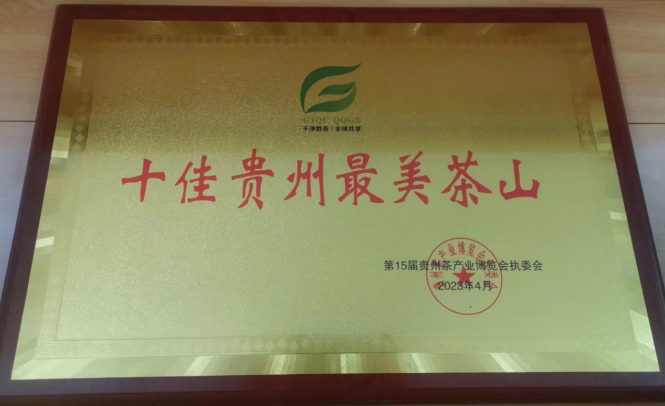 GJQC QQGX
干净黔茶|全球共享
十佳贵州最美茶山
第15届贵州茶产业博览会执委会
2023年4月